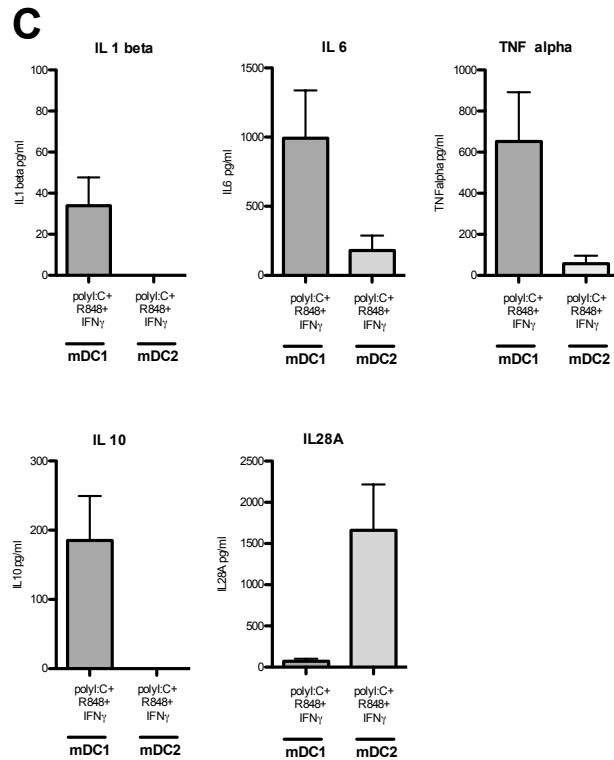 C
IL 1 beta
IL1 beta pg/ml
100
80
60
40
20
0
polyI:C+ polyI:C+
R848+ R848+
IFNγ IFNγ
mDC1 mDC2
IL 6
IL6 pg/ml
1500
1000
500
0
polyI:C+ polyI:C+
R848+ R848+
IFNγ IFNγ
mDC1 mDC2
TNF alpha
TNFalpha pg/ml
1000
800
600
400
200
0
polyI:C+ polyI:C+
R848+ R848+
IFNγ IFNγ
mDC1 mDC2
IL 10
IL10 pg/ml
300
200
100
0
polyI:C+ polyI:C+
R848+ R848+
IFNγ IFNγ
mDC1 mDC2
IL28A
IL28A pg/ml
2500
2000
1500
1000
500
0
polyI:C+ polyI:C+
R848+ R848+
IFNγ IFNγ
mDC1 mDC2